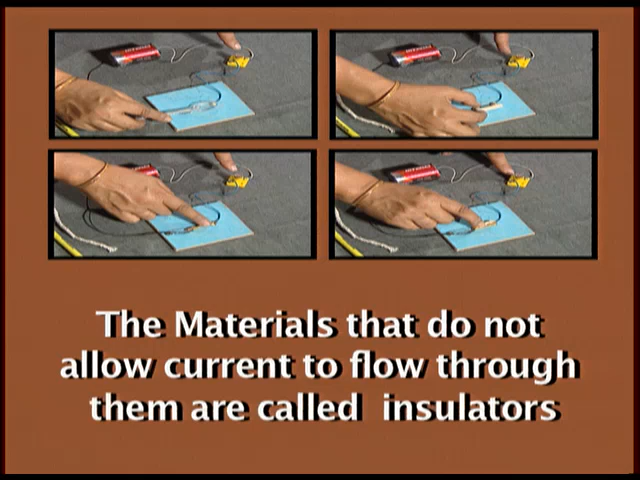 The Materials that do not
allow current to flow through
them are called insulators